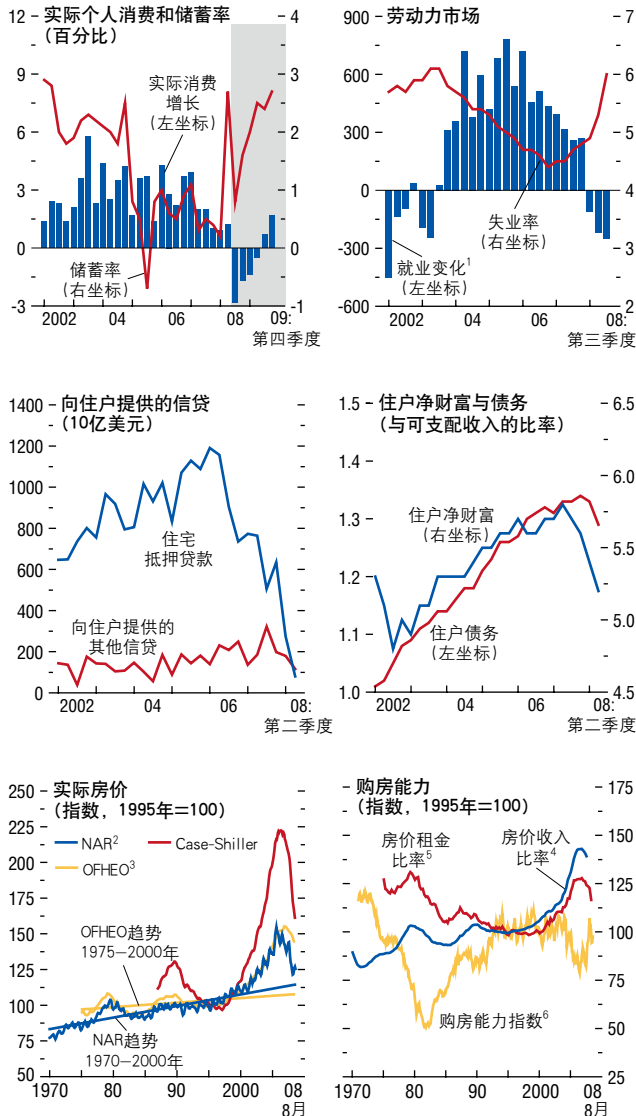 实际个人消费和储蓄率
(百分比)
12
9
6
3
0
-3
4
3
2
1
0
-1
实际消费
增长
(左坐标)
储蓄率
(右坐标)
2002 04 06 08 09:
第四季度
劳动力市场
900
600
300
0
-300
-600
6
5
4
3
2
失业率
(右坐标)
就业变化1
(左坐标)
2002 04 06 08:
第三季度
向住户提供的信贷
(10亿美元)
1400
1200
1000
800
600
400
200
0
住宅
抵押贷款
向住户提供的
其他信贷
2002 04 06 08:
第二季度
住户净财富与债务
(与可支配收入的比率)
1.5
1.4
1.3
1.2
1.1
1.0
6.5
6.0
5.5
5.0
4.5
住户净财富
(右坐标)
住户债务
(左坐标)
2002 04 06 08:
第二季度
实际房价
(指数，1995年=100)
250
225
200
175
150
125
100
75
50
NAR2 Case-Shiller
OFHEO3
OFHEO趋势
1975—2000年
NAR趋势
1970—2000年
1970 80 90 2000 08
8月
购房能力
(指数，1995年=100)
175
150
125
100
75
50
25
房价租金
比率5
房价收入
比率4
购房能力指数6
1970 80 90 2000 08
8月